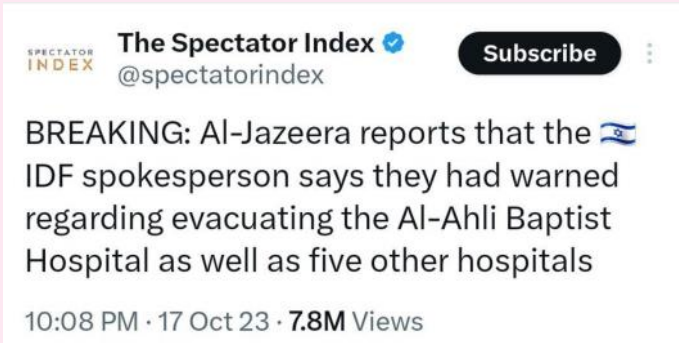 SPECTATOR
INDEX
The Spectator Index
@spectatorindex
Subscribe
BREAKING: Al-Jazeera reports that the 🇮🇱
IDF spokesperson says they had warned
regarding evacuating the Al-Ahli Baptist
Hospital as well as five other hospitals
10:08 PM · 17 Oct 23 · 7.8M Views